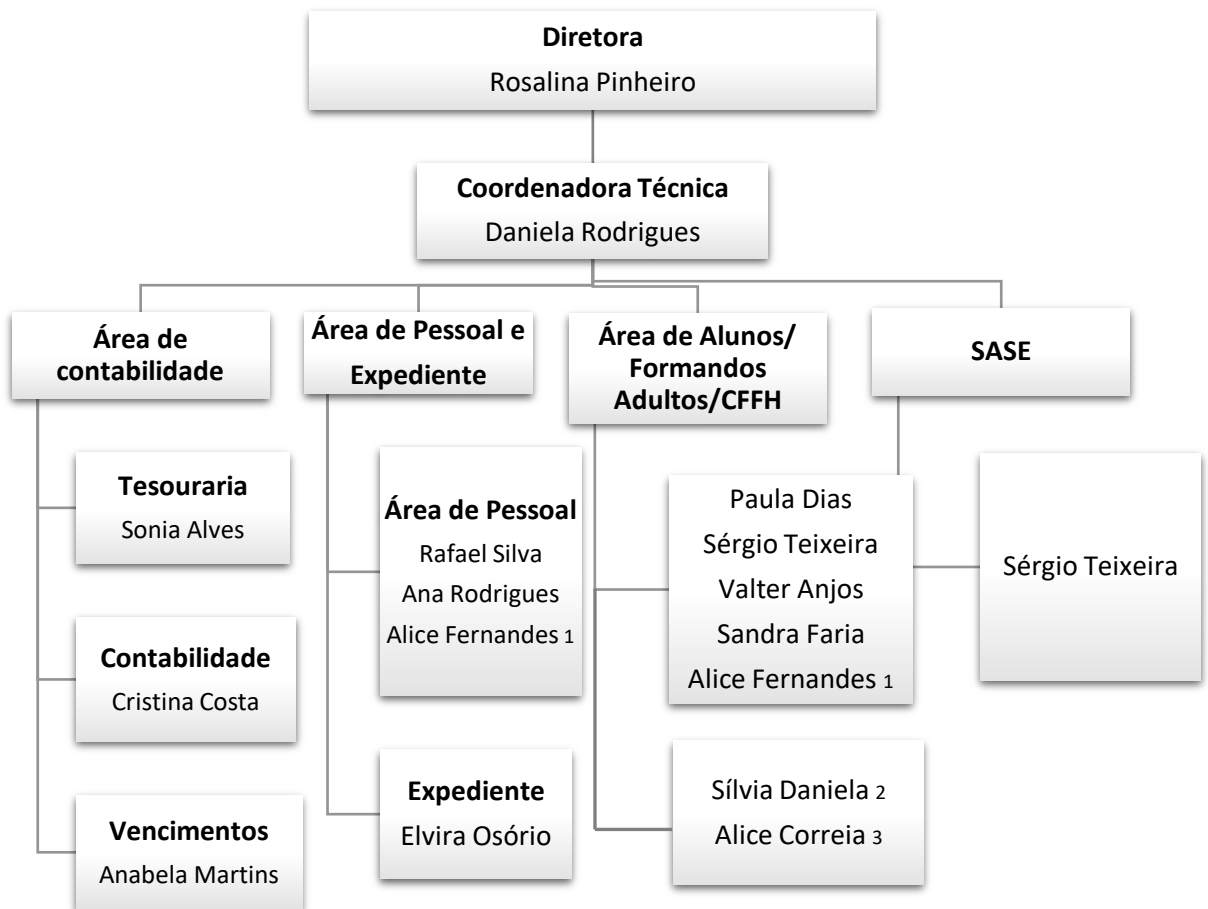 Diretora
Rosalina Pinheiro
Coordenadora Técnica
Daniela Rodrigues
Área de
contabilidade
Tesouraria
Sonia Alves
Contabilidade
Cristina Costa
Vencimentos
Anabela Martins
Área de Pessoal e
Expediente
Área de Pessoal
Rafael Silva
Ana Rodrigues
Alice Fernandes 1
Expediente
Elvira Osório
Área de Alunos/
Formandos
Adultos/CFFH
Paula Dias
Sérgio Teixeira
Valter Anjos
Sandra Faria
Alice Fernandes 1
Sílvia Daniela 2
Alice Correia 3
SASE
Sérgio Teixeira